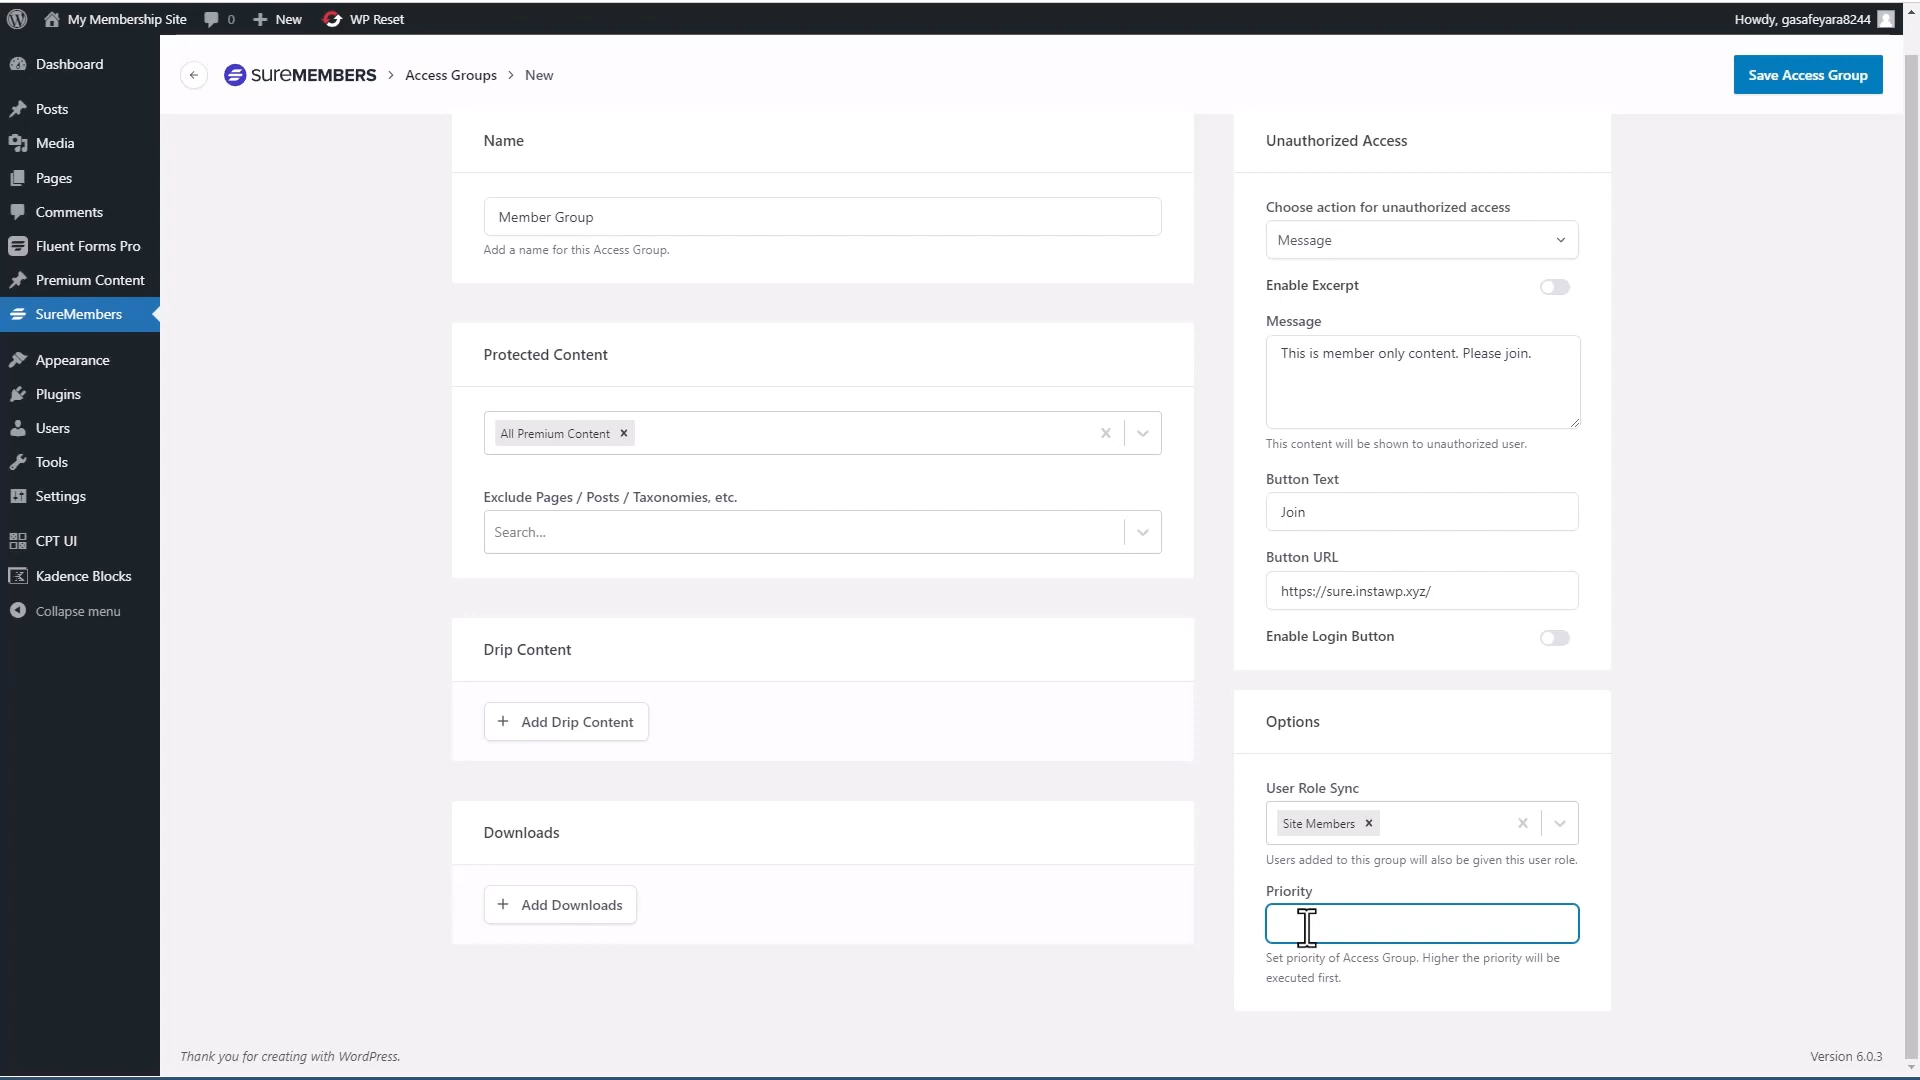 My Membership Site
0
New
WP Reset
Howdy, gasafeyara8244
Dashboard
Posts
Media
Pages
Comments
Fluent Forms Pro
Premium Content
SureMembers
Appearance
Plugins
Users
Tools
Settings
CPT UI
Kadence Blocks
Collapse menu
SUREMEMBERS > Access Groups > New
Save Access Group
Name
Member Group
Add a name for this Access Group.
Protected Content
All Premium Content
Exclude Pages / Posts / Taxonomies, etc.
Search...
Drip Content
+ Add Drip Content
Downloads
+ Add Downloads
Unauthorized Access
Choose action for unauthorized access
Message
Enable Excerpt
Message
This is member only content. Please join.
This content will be shown to unauthorized user.
Button Text
Join
Button URL
https://sure.instawp.xyz/
Enable Login Button
Options
User Role Sync
Site Members
Users added to this group will also be given this user role.
Priority
Set priority of Access Group. Higher the priority will be
executed first.
Thank you for creating with WordPress.
Version 6.0.3